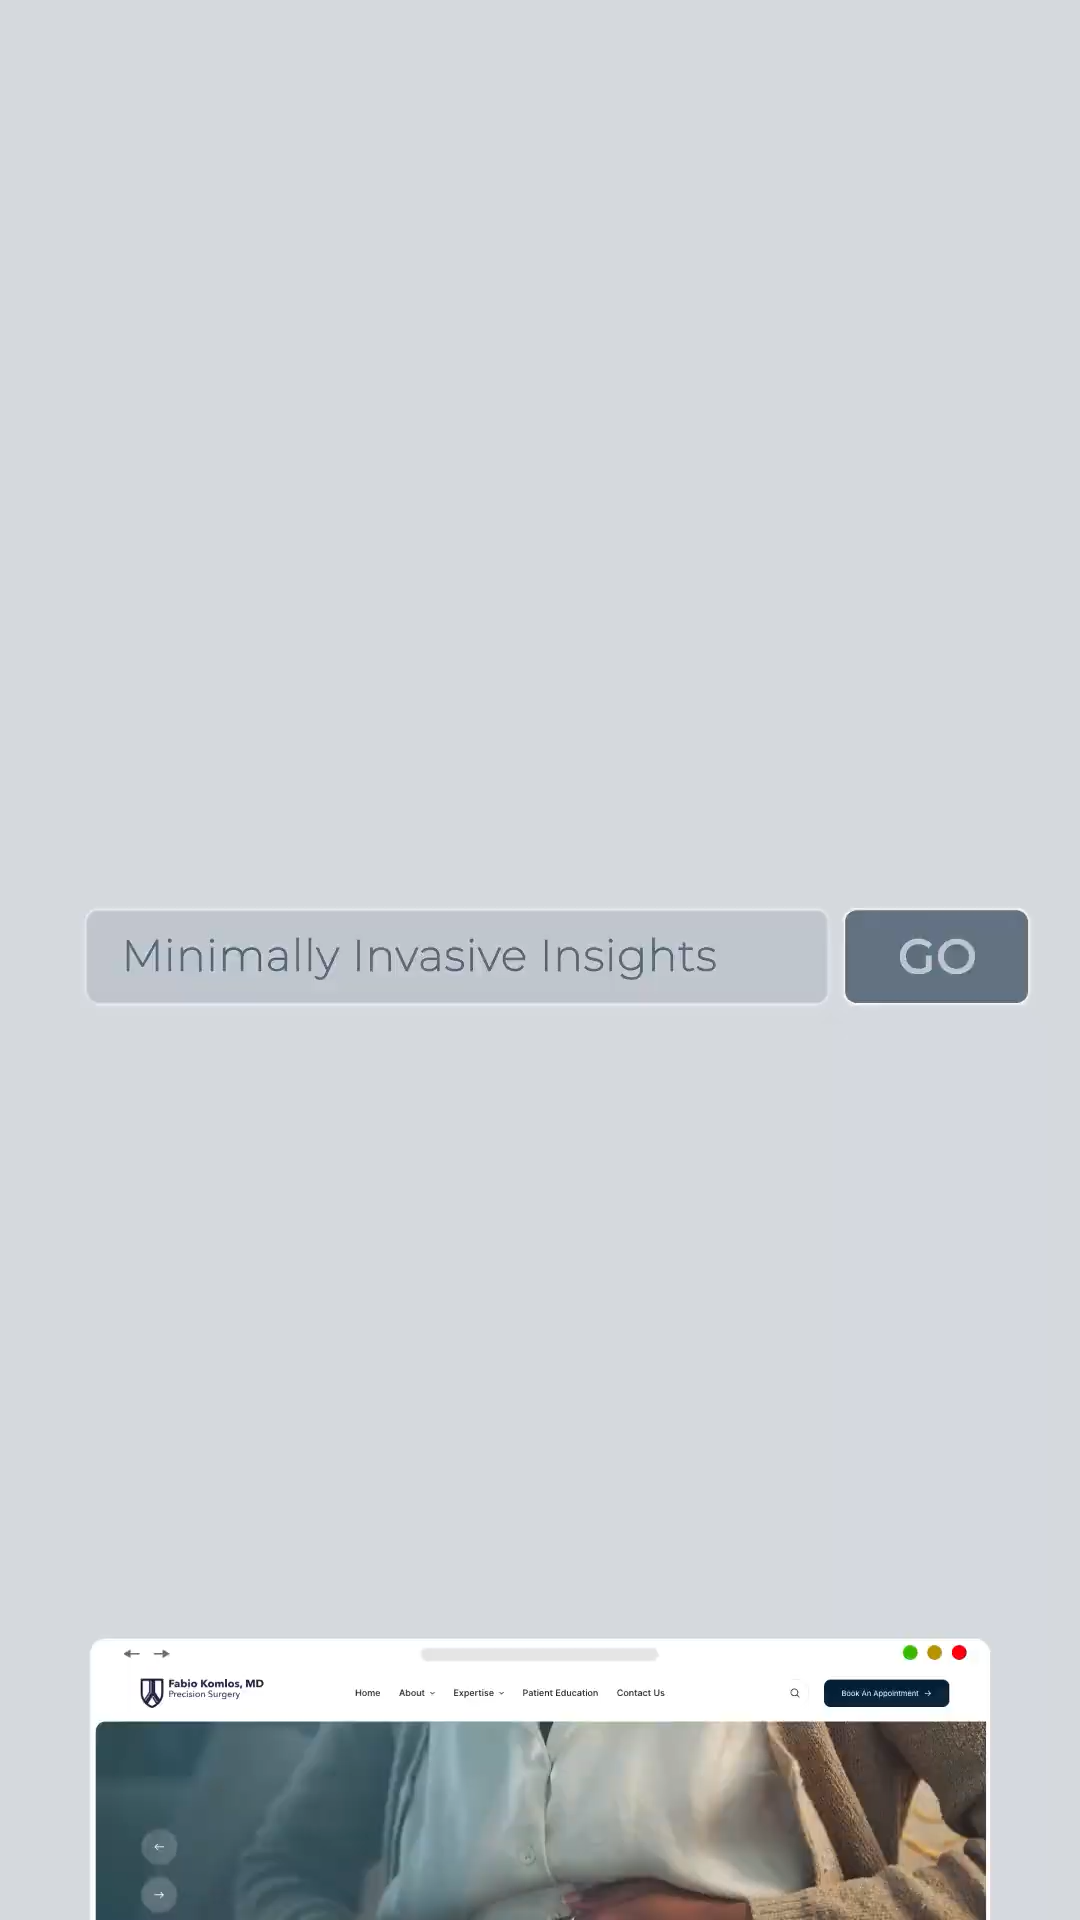 Minimally Invasive Insights
GO
Fabio Komlos, MD
Precision Surgery
Home
About
Expertise
Patient Education
Contact Us
Book An Appointment